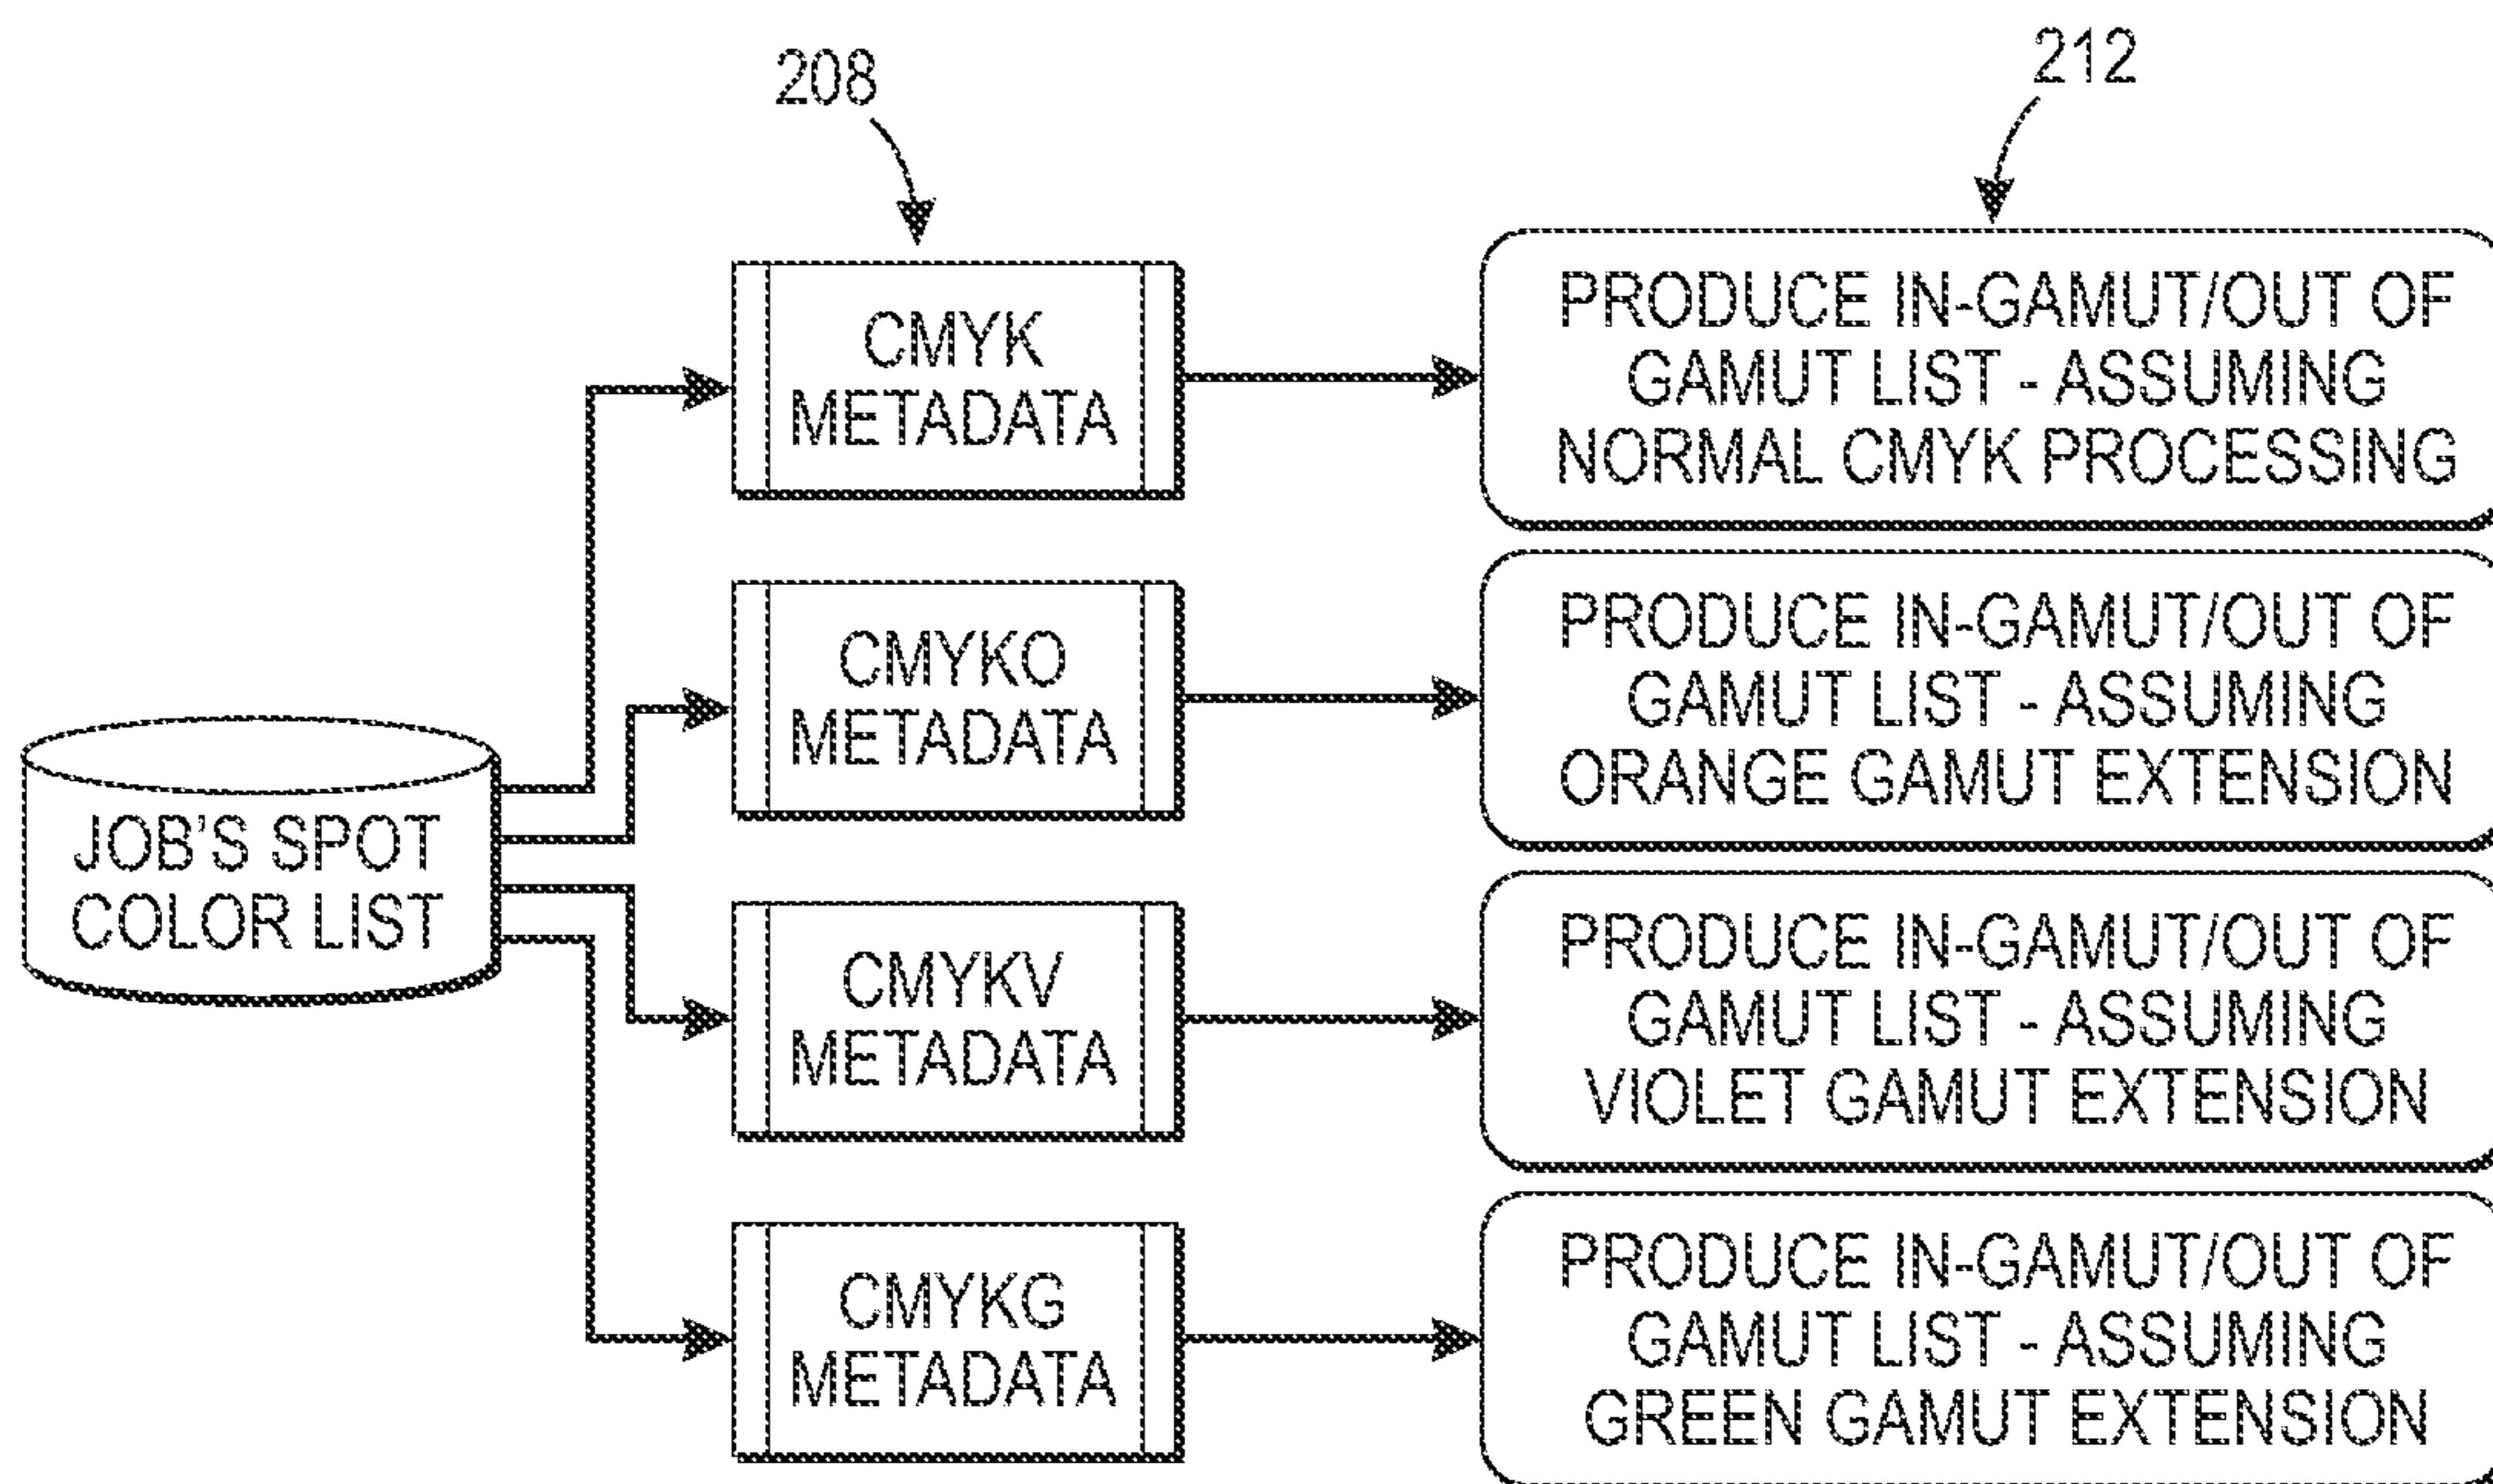 208
212
CMYK
METADATA
PRODUCE IN-GAMUT/OUT OF
GAMUT LIST - ASSUMING
NORMAL CMYK PROCESSING
CMYKO
METADATA
PRODUCE IN-GAMUT/OUT OF
GAMUT LIST - ASSUMING
ORANGE GAMUT EXTENSION
JOB'S SPOT
COLOR LIST
CMYKV
METADATA
PRODUCE IN-GAMUT/OUT OF
GAMUT LIST - ASSUMING
VIOLET GAMUT EXTENSION
CMYKG
METADATA
PRODUCE IN-GAMUT/OUT OF
GAMUT LIST - ASSUMING
GREEN GAMUT EXTENSION